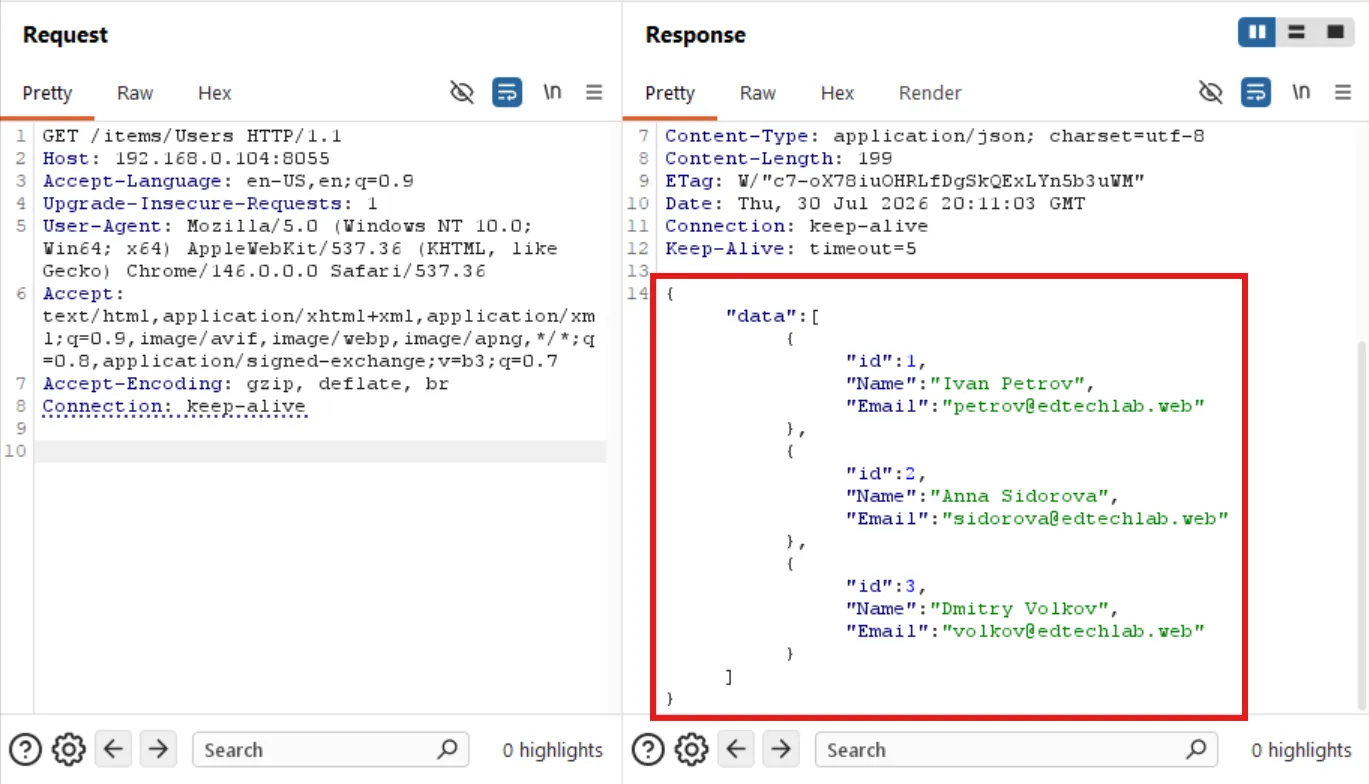 Request
Pretty Raw Hex \n
1 GET /items/Users HTTP/1.1
2 Host: 192.168.0.104:8055
3 Accept-Language: en-US,en;q=0.9
4 Upgrade-Insecure-Requests: 1
5 User-Agent: Mozilla/5.0 (Windows NT 10.0;
Win64; x64) AppleWebKit/537.36 (KHTML, like
Gecko) Chrome/146.0.0.0 Safari/537.36
6 Accept:
text/html,application/xhtml+xml,application/xm
l;q=0.9,image/avif,image/webp,image/apng,*/*;q
=0.8,application/signed-exchange;v=b3;q=0.7
7 Accept-Encoding: gzip, deflate, br
8 Connection: keep-alive
9
10
Search 0 highlights
Response
Pretty Raw Hex Render \n
7 Content-Type: application/json; charset=utf-8
8 Content-Length: 199
9 ETag: W/"c7-oX78iuOHRLfDgSkQExLYn5b3uWM"
10 Date: Thu, 30 Jul 2026 20:11:03 GMT
11 Connection: keep-alive
12 Keep-Alive: timeout=5
13
14 {
"data":[
{
"id":1,
"Name":"Ivan Petrov",
"Email":"petrov@edtechlab.web"
},
{
"id":2,
"Name":"Anna Sidorova",
"Email":"sidorova@edtechlab.web"
},
{
"id":3,
"Name":"Dmitry Volkov",
"Email":"volkov@edtechlab.web"
}
]
}
Search 0 highlights